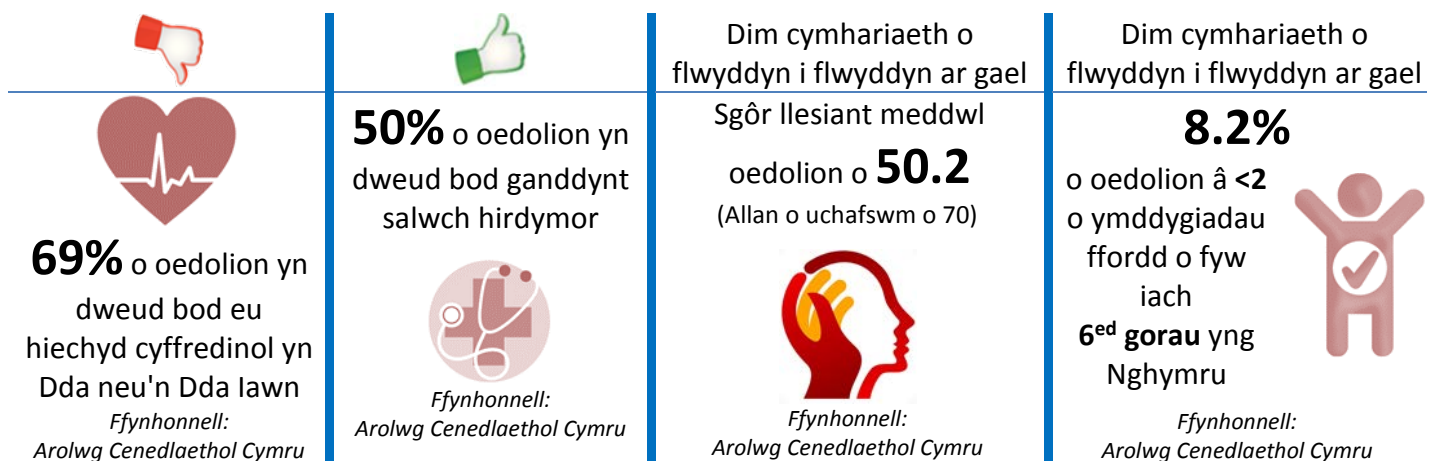 69% o oedolion yn
dweud bod eu
hiechyd cyffredinol yn
Dda neu'n Dda Iawn
Ffynhonnell:
Arolwg Cenedlaethol Cymru
50% o oedolion yn
dweud bod ganddynt
salwch hirdymor
Ffynhonnell:
Arolwg Cenedlaethol Cymru
Dim cymhariaeth o
flwyddyn i flwyddyn ar gael
Sgôr llesiant meddwl
oedolion o 50.2
(Allan o uchafswm o 70)
Ffynhonnell:
Arolwg Cenedlaethol Cymru
Dim cymhariaeth o
flwyddyn i flwyddyn ar gael
8.2%
o oedolion â <2
o ymddygiadau
ffordd o fyw
iach
6ed gorau yng
Nghymru
Ffynhonnell:
Arolwg Cenedlaethol Cymru